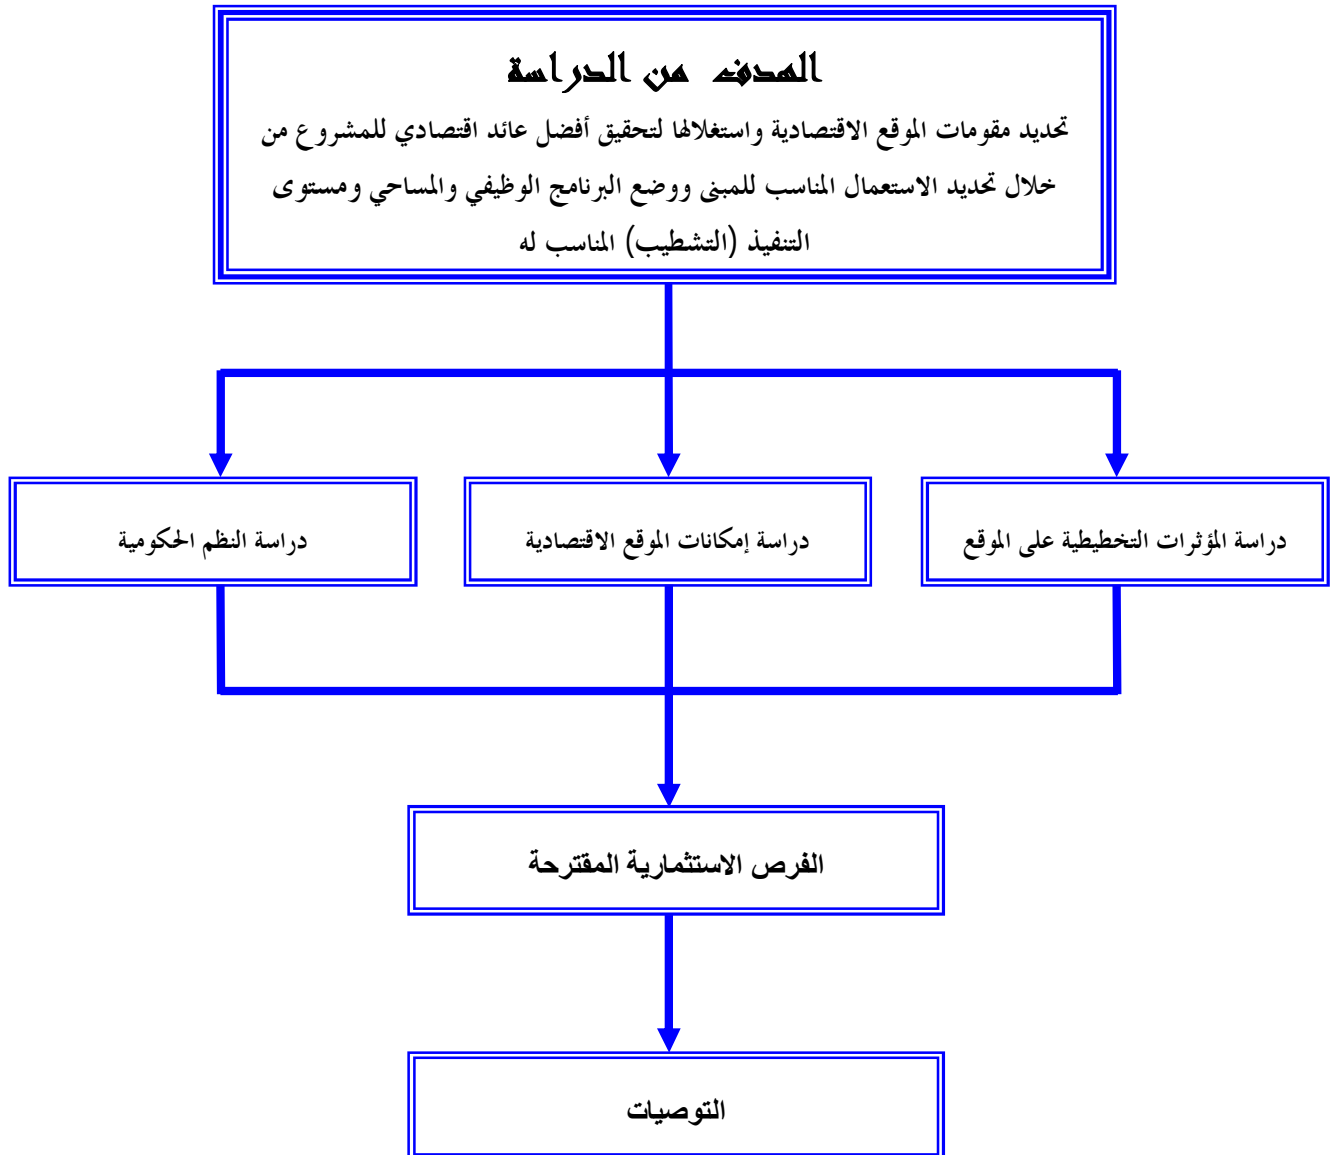 الهدف من الدراسة
تحديد مقومات الموقع الاقتصادية واستغلالها لتحقيق أفضل عائد اقتصادي للمشروع من
خلال تحديد الاستعمال المناسب للمبنى ووضع البرنامج الوظيفي والمساحي ومستوى
التنفيذ (التشطيب) المناسب له
دراسة المؤثرات التخطيطية على الموقع
دراسة إمكانات الموقع الاقتصادية
دراسة النظم الحكومية
الفرص الاستثمارية المقترحة
التوصيات